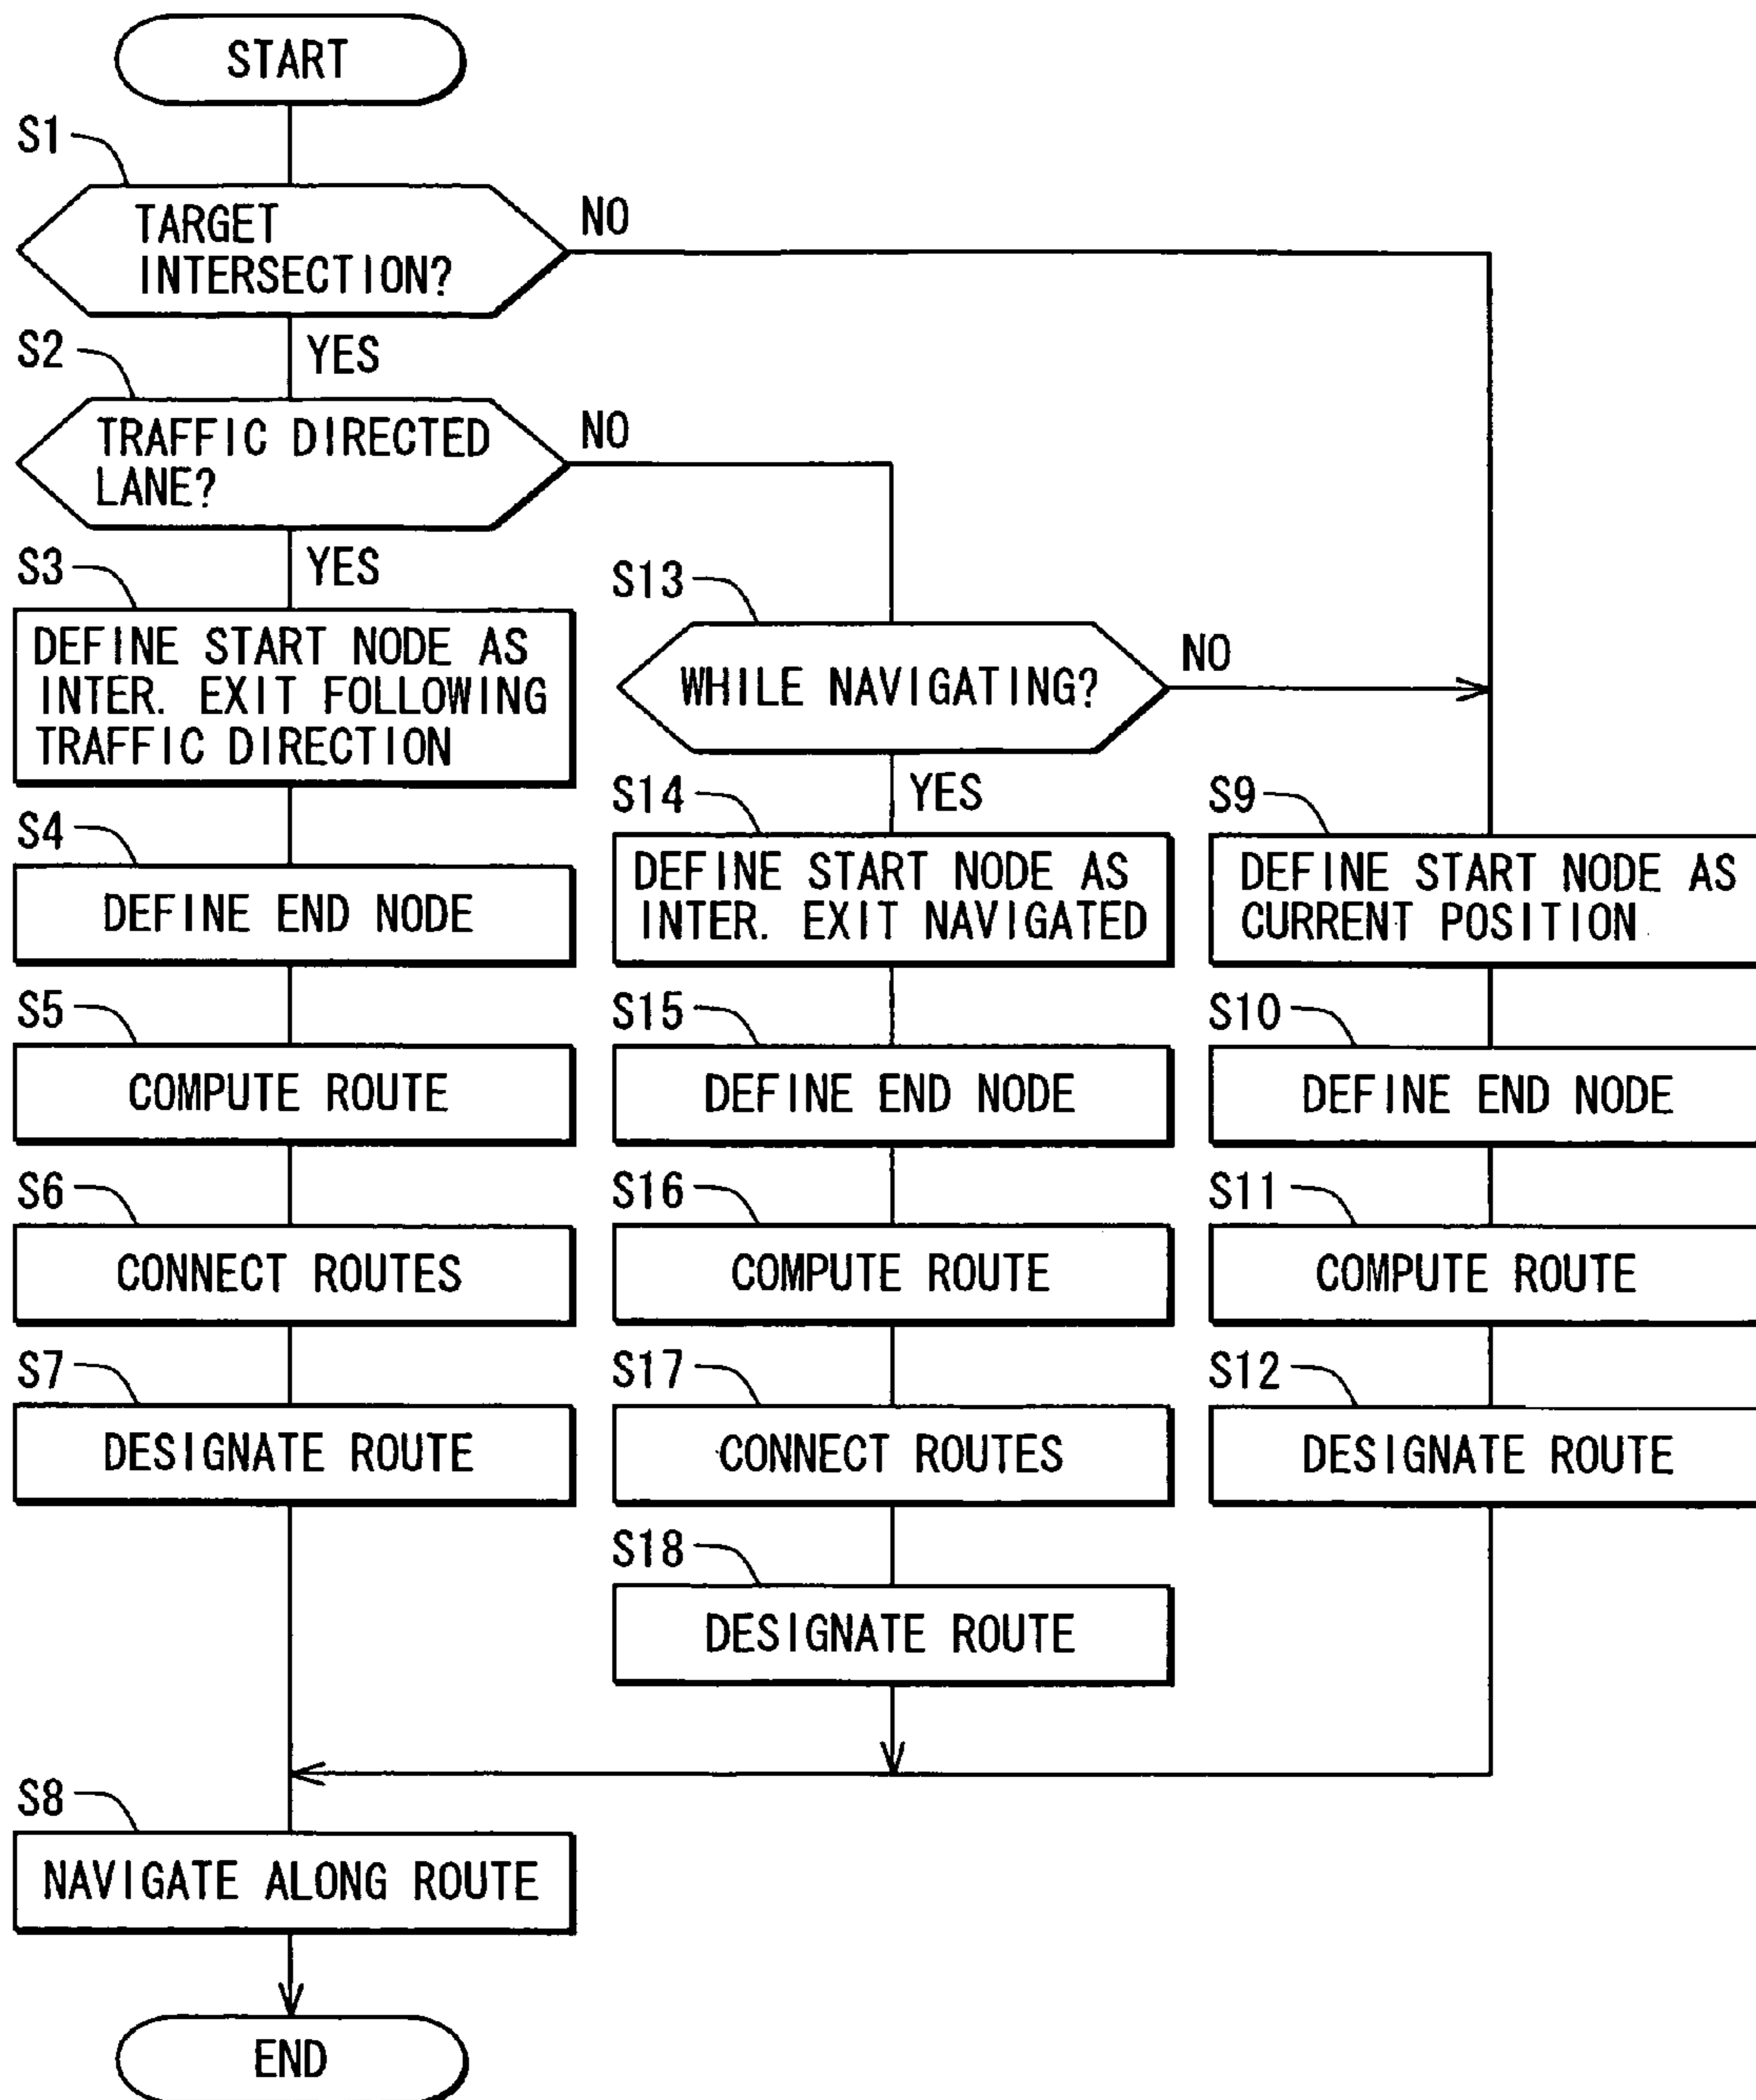 START
S1
TARGET
INTERSECTION?
NO
YES
S2
TRAFFIC DIRECTED
LANE?
NO
YES
S3
DEFINE START NODE AS
INTER. EXIT FOLLOWING
TRAFFIC DIRECTION
S4
DEFINE END NODE
S5
COMPUTE ROUTE
S6
CONNECT ROUTES
S7
DESIGNATE ROUTE
S13
WHILE NAVIGATING?
NO
YES
S14
DEFINE START NODE AS
INTER. EXIT NAVIGATED
S15
DEFINE END NODE
S16
COMPUTE ROUTE
S17
CONNECT ROUTES
S18
DESIGNATE ROUTE
S9
DEFINE START NODE AS
CURRENT POSITION
S10
DEFINE END NODE
S11
COMPUTE ROUTE
S12
DESIGNATE ROUTE
S8
NAVIGATE ALONG ROUTE
END